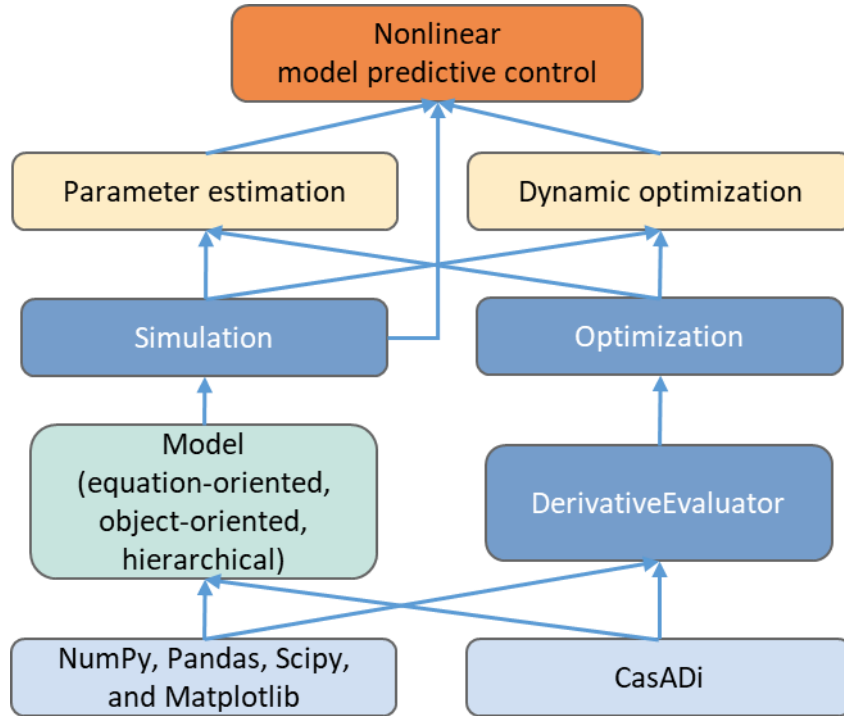 Nonlinear
model predictive control
Parameter estimation
Dynamic optimization
Simulation
Optimization
Model
(equation-oriented,
object-oriented,
hierarchical)
DerivativeEvaluator
NumPy, Pandas, Scipy,
and Matplotlib
CasADi